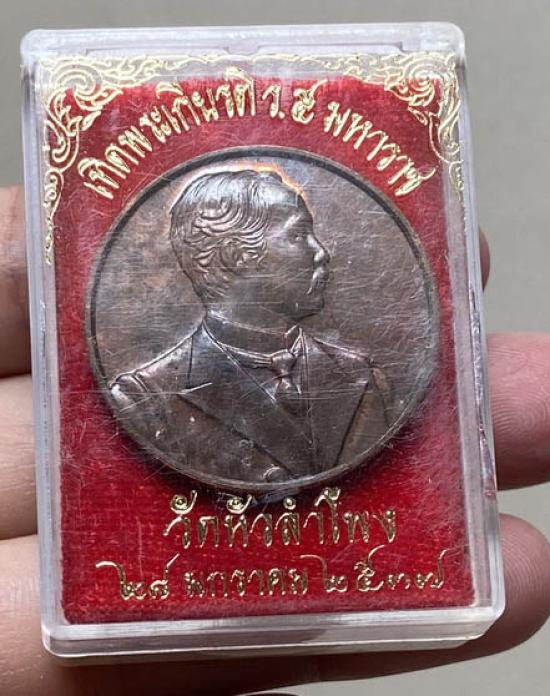 เทิดพระเกียรติ ร.๕ มหาราช
วัดหัวลำโพง
๒๘ มกราคม ๒๕๓๗